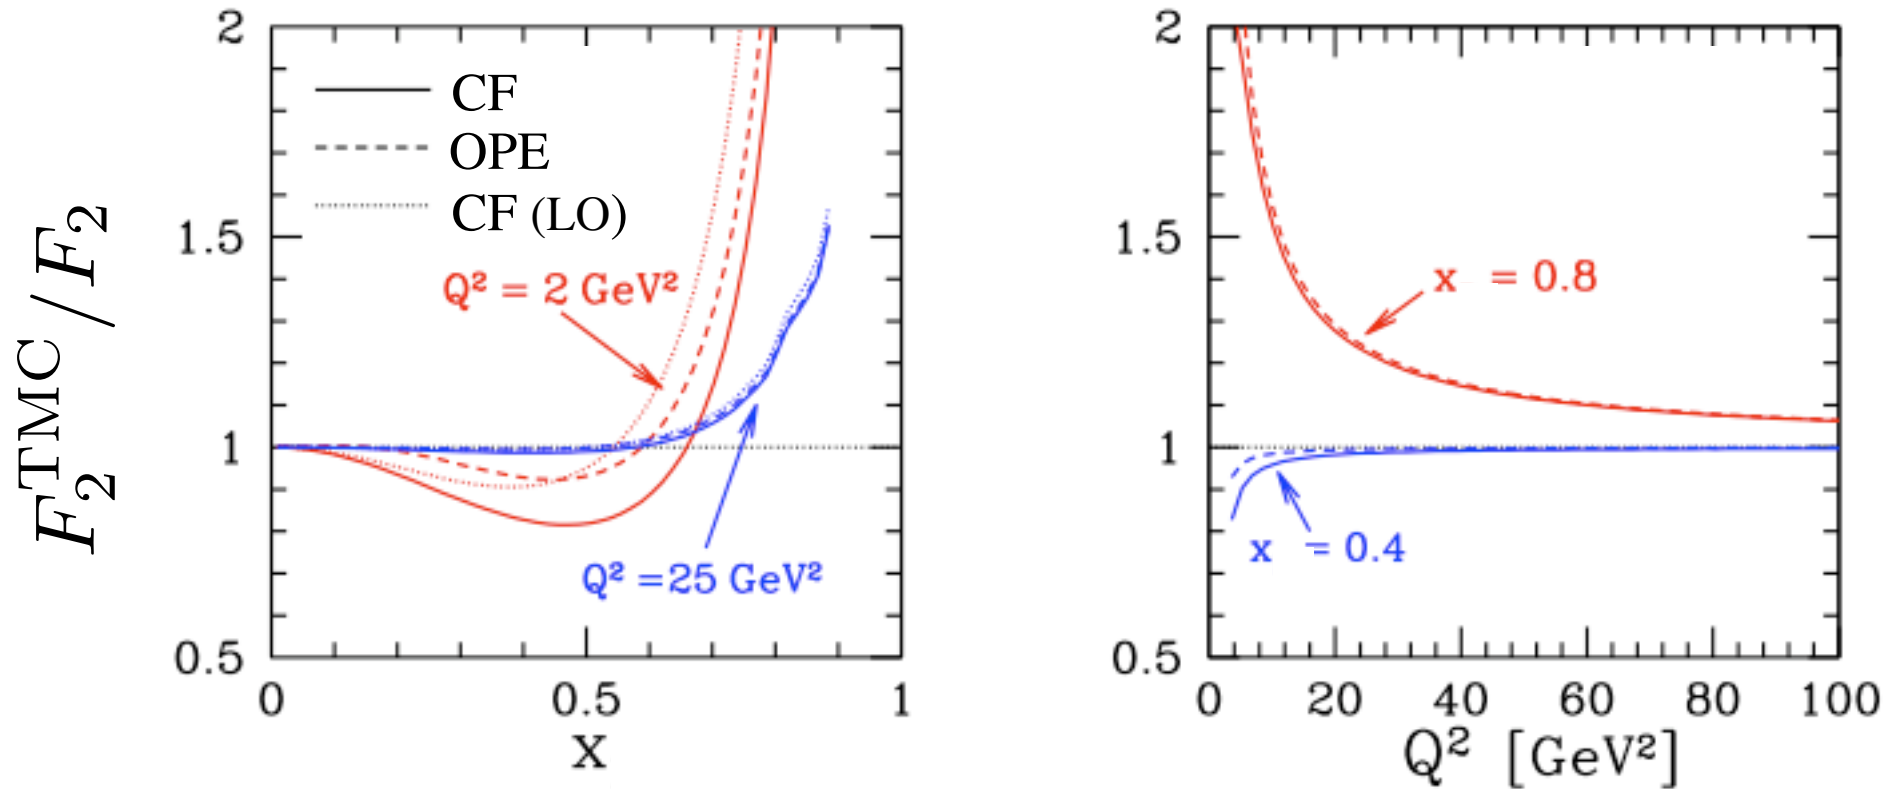 F₂ᵀᴹᶜ / F₂
2
1.5
1
0.5
CF
OPE
CF (LO)
Q² = 2 GeV²
Q² =25 GeV²
0 0.5 1
x
2
1.5
1
0.5
x = 0.8
x = 0.4
0 20 40 60 80 100
Q² [GeV²]